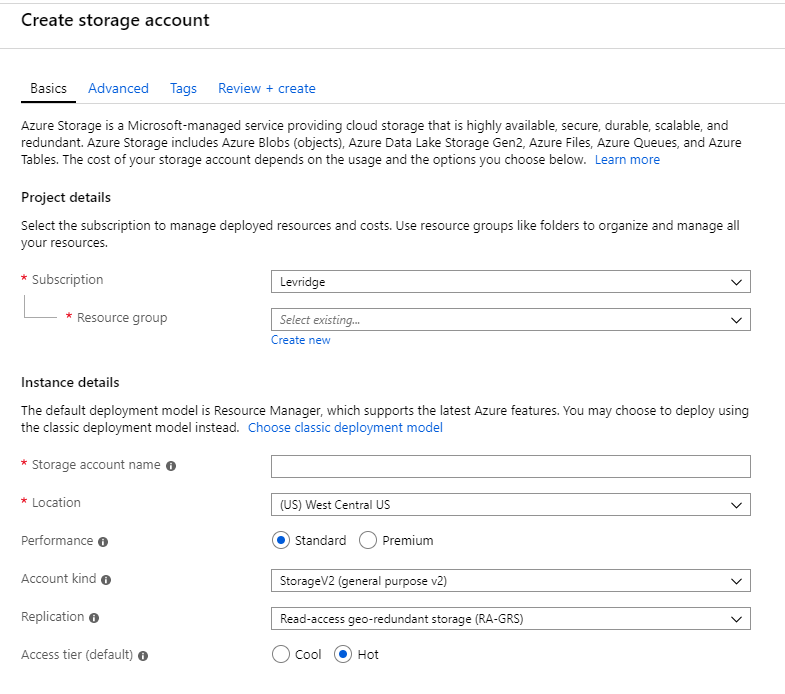 Create storage account
Basics Advanced Tags Review + create
Azure Storage is a Microsoft-managed service providing cloud storage that is highly available, secure, durable, scalable, and
redundant. Azure Storage includes Azure Blobs (objects), Azure Data Lake Storage Gen2, Azure Files, Azure Queues, and Azure
Tables. The cost of your storage account depends on the usage and the options you choose below. Learn more
Project details
Select the subscription to manage deployed resources and costs. Use resource groups like folders to organize and manage all
your resources.
* Subscription Levridge
* Resource group Select existing...
Create new
Instance details
The default deployment model is Resource Manager, which supports the latest Azure features. You may choose to deploy using
the classic deployment model instead. Choose classic deployment model
* Storage account name
* Location (US) West Central US
Performance Standard Premium
Account kind StorageV2 (general purpose v2)
Replication Read-access geo-redundant storage (RA-GRS)
Access tier (default) Cool Hot